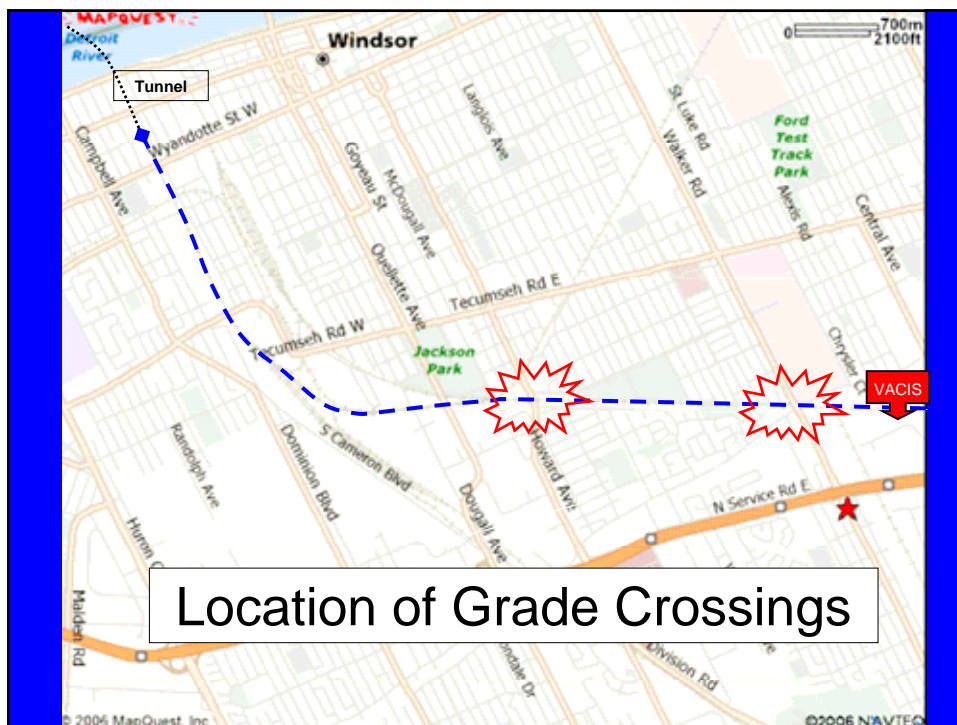 MAPQUEST
Detroit
River
Windsor
0
700m
2100ft
Tunnel
Campbell Ave
Wyandotte St W
Goyeau St
McDougall Ave
Langlois Ave
St Luke Rd
Walker Rd
Ford
Test
Track
Park
Alexis Rd
Central Ave
Ouellette Ave
Tecumseh Rd E
Tecumseh Rd W
Jackson
Park
Chrysler
VACIS
Randolph Ave
Dominion Blvd
S Cameron Blvd
Howard Ave
Dougall Ave
N Service Rd E
Huron
Malden Rd
Location of Grade Crossings
Division Rd
© 2006 MapQuest, Inc
©2006 NAVTEQ